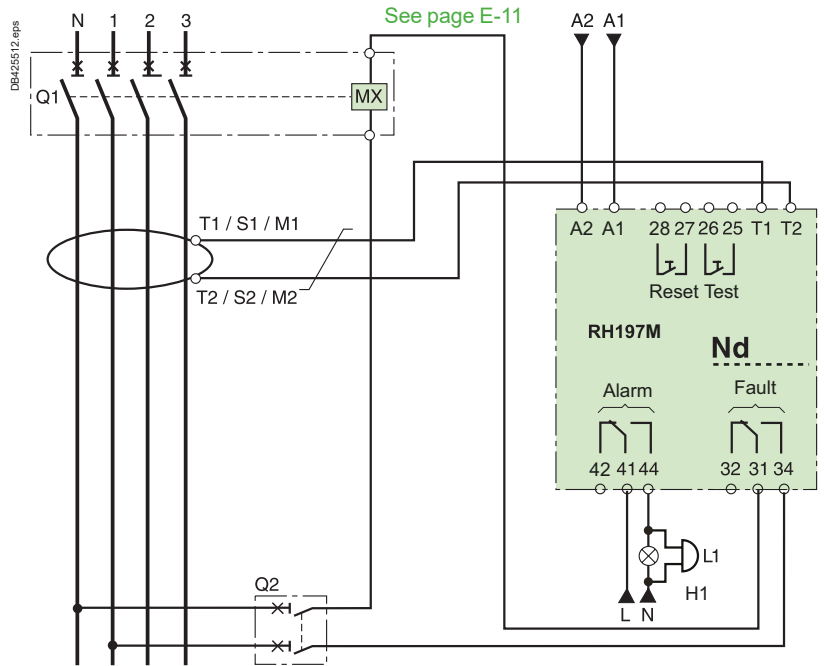 See page E-11
DB425512.eps
N 1 2 3
A2 A1
Q1
MX
T1 / S1 / M1
T2 / S2 / M2
A2 A1 28 27 26 25 T1 T2
Reset Test
RH197M
Nd
Alarm Fault
42 41 44 32 31 34
L1
H1
L N
Q2